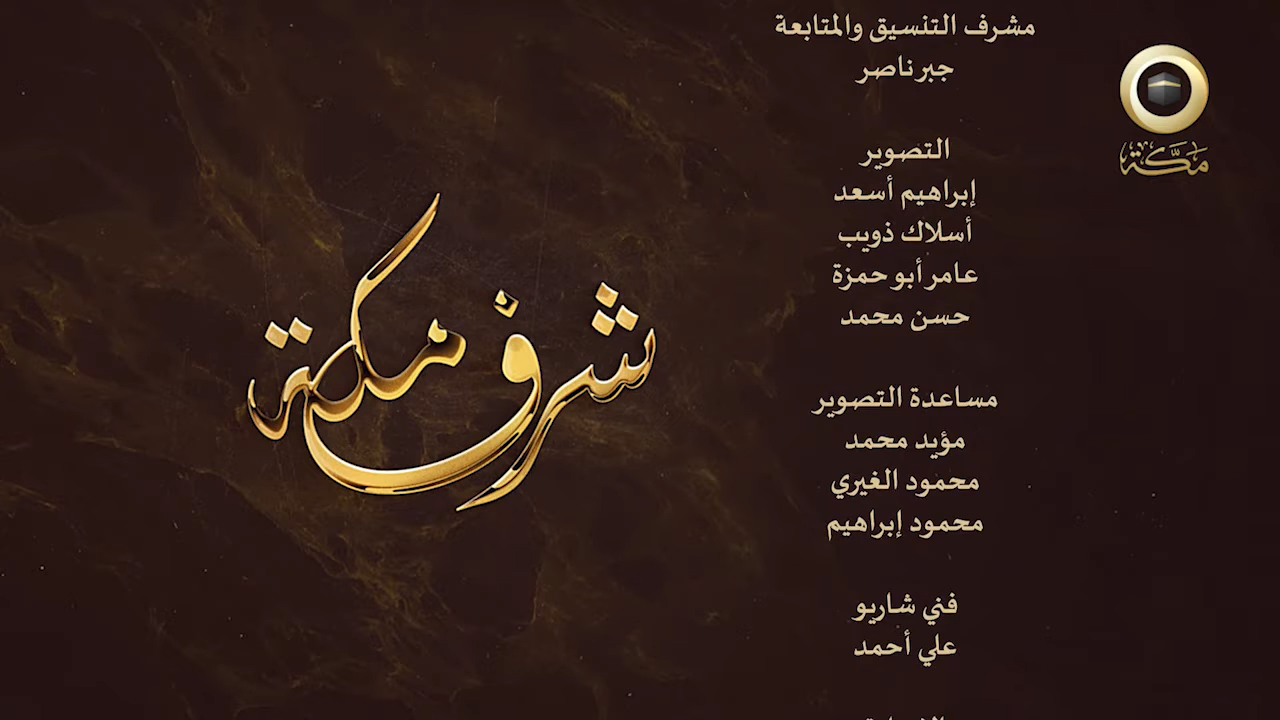 مشرف التنسيق والمتابعة
جبر ناصر
مكة
التصوير
إبراهيم أسعد
أسلاك ذويب
عامر أبو حمزة
حسن محمد
شرف مكة
مساعدة التصوير
مؤيد محمد
محمود الغيري
محمود إبراهيم
فني شاريو
علي أحمد